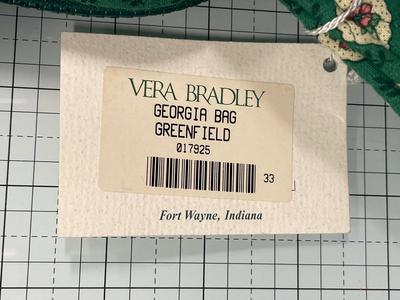 VERA BRADLEY
GEORGIA BAG
GREENFIELD
017925
33
Fort Wayne, Indiana